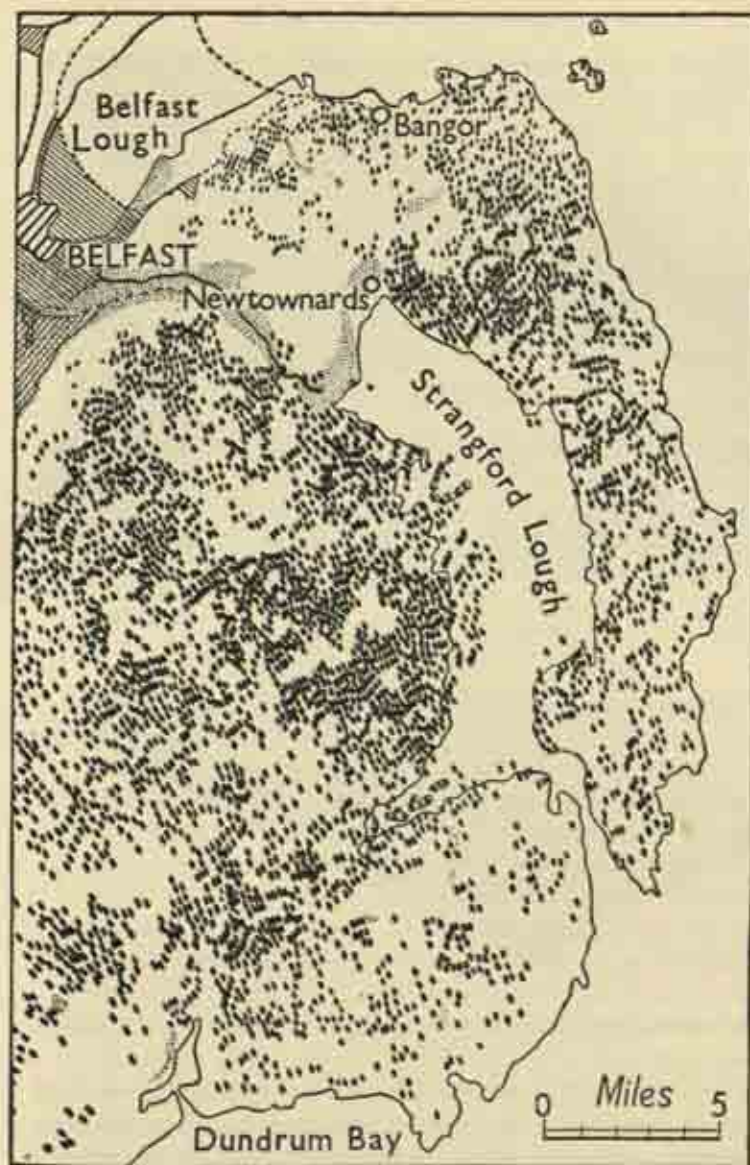 Belfast
Lough
Bangor
BELFAST
Newtownards
Strangford Lough
Miles
0 5
Dundrum Bay